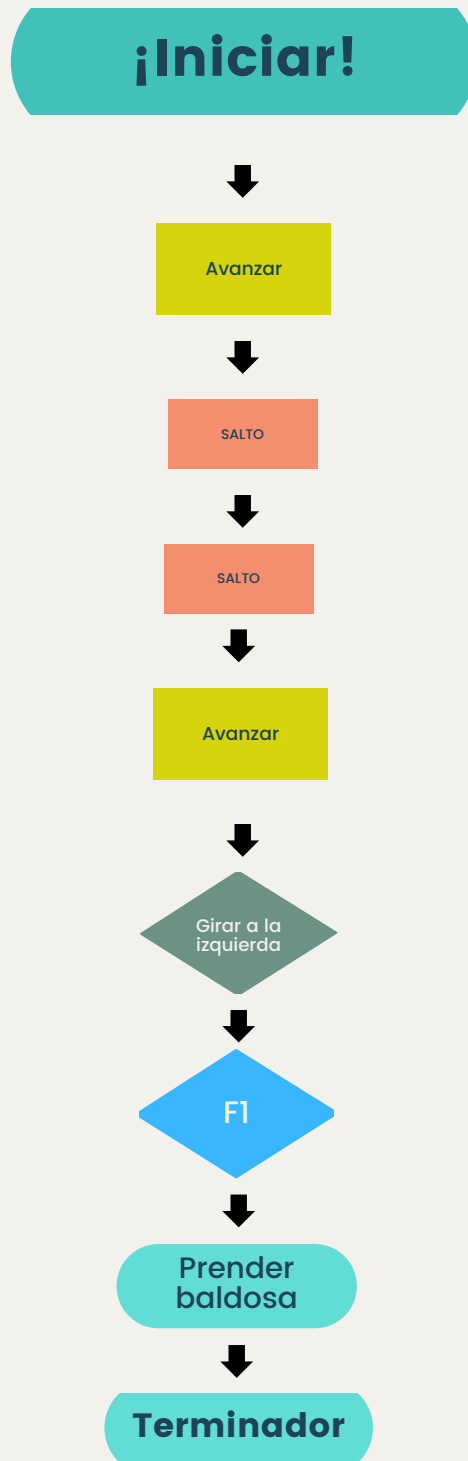 ¡Iniciar!
Avanzar
SALTO
SALTO
Avanzar
Girar a la
izquierda
F1
Prender
baldosa
Terminador